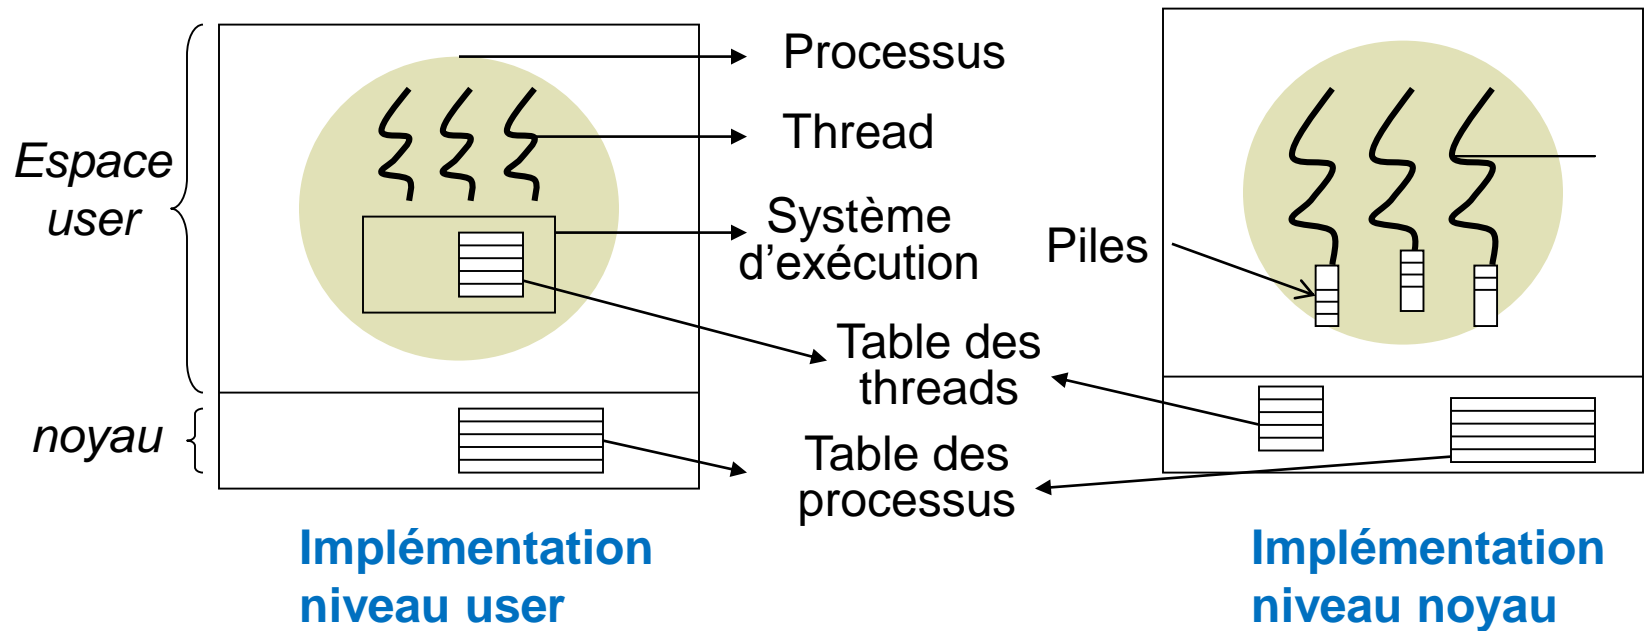 Processus
Thread
Espace
user
Système
d’exécution
Piles
Table des
threads
noyau
Table des
processus
Implémentation
niveau user
Implémentation
niveau noyau